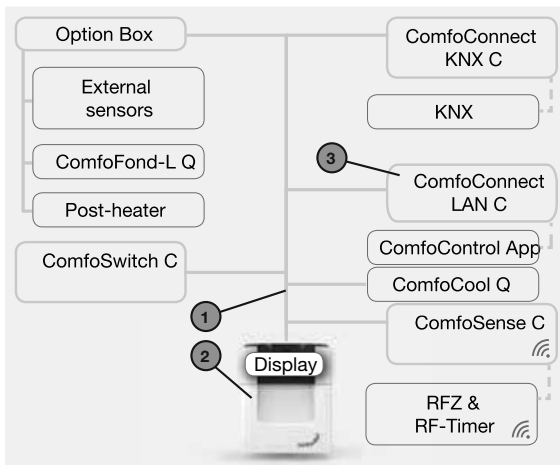 Option Box
External
sensors
ComfoFond-L Q
Post-heater
ComfoSwitch C
ComfoConnect
KNX C
KNX
3
ComfoConnect
LAN C
ComfoControl App
ComfoCool Q
ComfoSense C
RFZ &
RF-Timer
1
2
Display